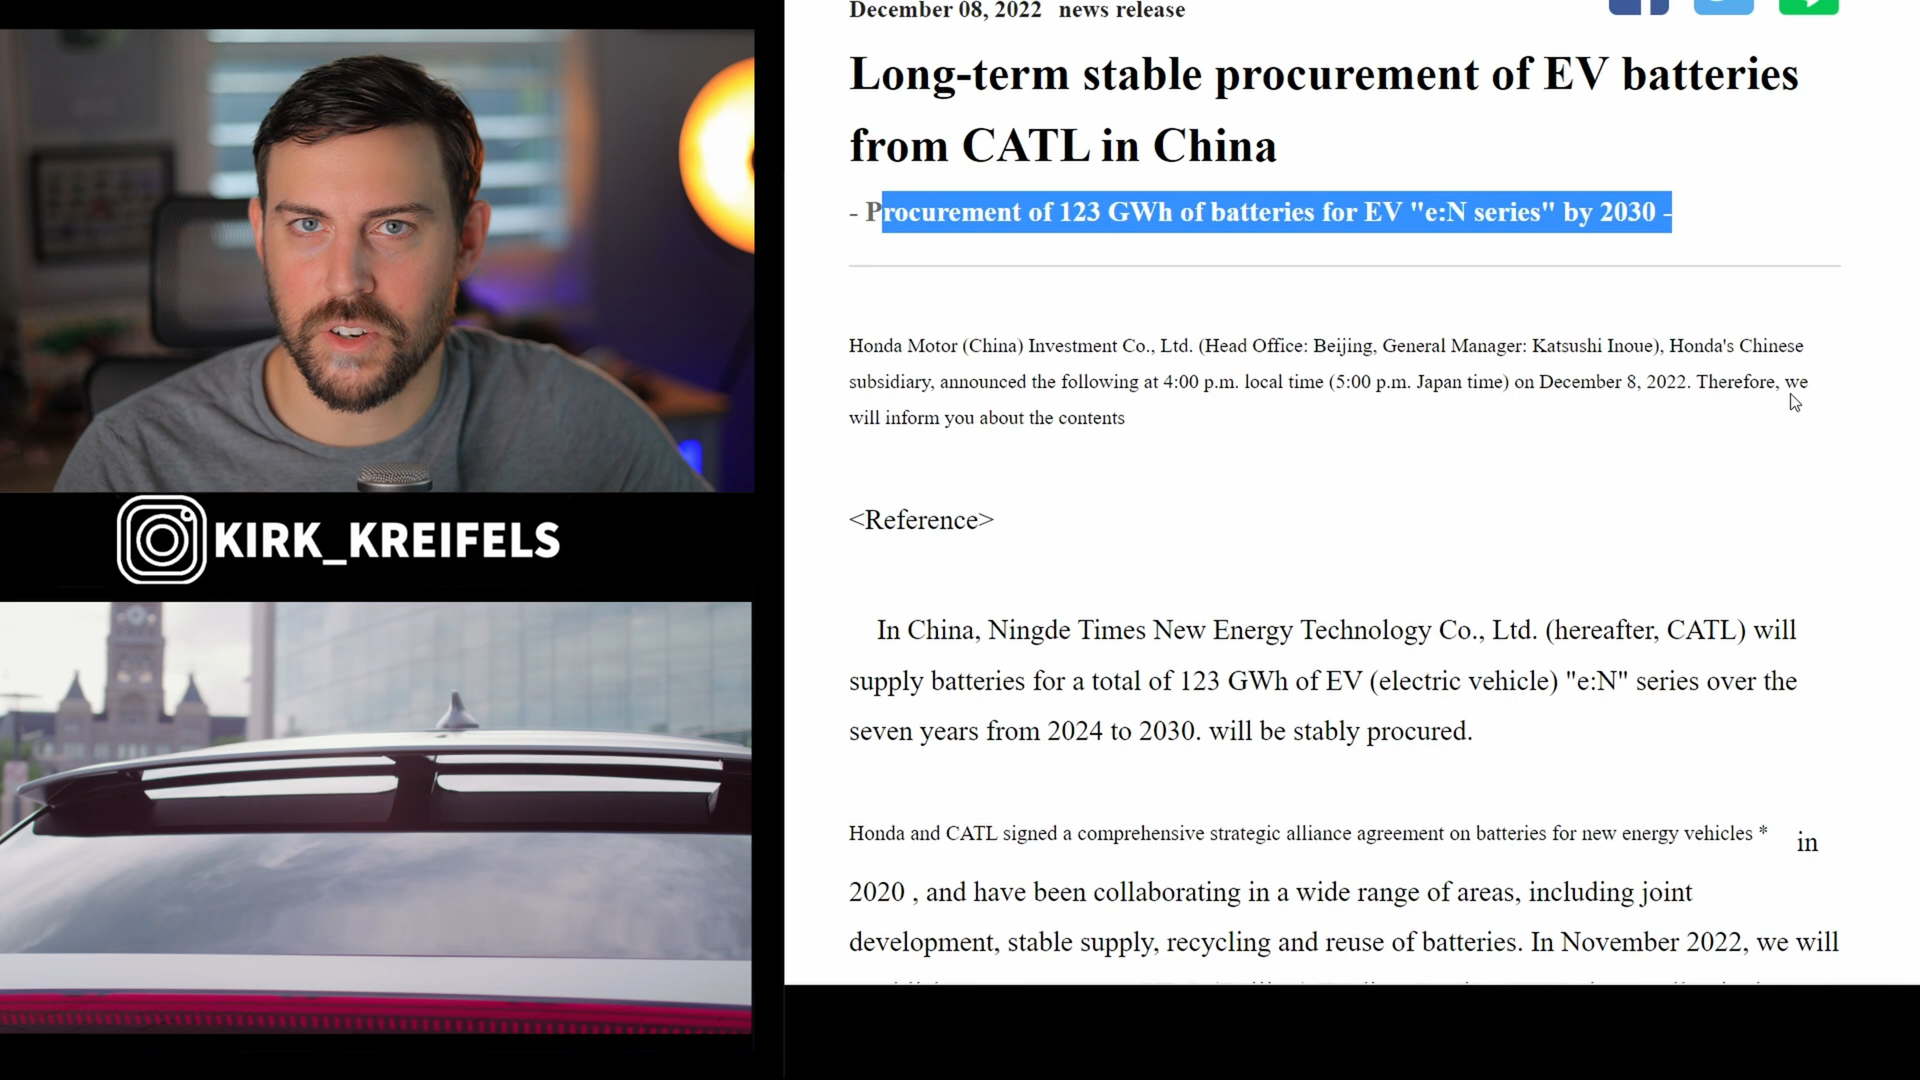 December 08, 2022 news release
Long-term stable procurement of EV batteries
from CATL in China
- Procurement of 123 GWh of batteries for EV "e:N series" by 2030 -
Honda Motor (China) Investment Co., Ltd. (Head Office: Beijing, General Manager: Katsushi Inoue), Honda's Chinese
subsidiary, announced the following at 4:00 p.m. local time (5:00 p.m. Japan time) on December 8, 2022. Therefore, we
will inform you about the contents
<Reference>
In China, Ningde Times New Energy Technology Co., Ltd. (hereafter, CATL) will
supply batteries for a total of 123 GWh of EV (electric vehicle) "e:N" series over the
seven years from 2024 to 2030. will be stably procured.
Honda and CATL signed a comprehensive strategic alliance agreement on batteries for new energy vehicles * in
2020 , and have been collaborating in a wide range of areas, including joint
development, stable supply, recycling and reuse of batteries. In November 2022, we will
KIRK_KREIFELS